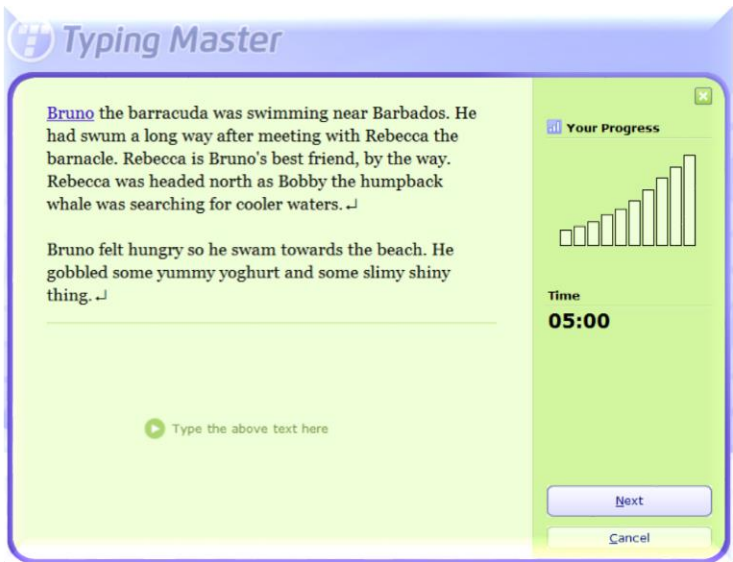 Typing Master
Bruno the barracuda was swimming near Barbados. He
had swum a long way after meeting with Rebecca the
barnacle. Rebecca is Bruno's best friend, by the way.
Rebecca was headed north as Bobby the humpback
whale was searching for cooler waters.↵
Bruno felt hungry so he swam towards the beach. He
gobbled some yummy yoghurt and some slimy shiny
thing.↵
Type the above text here
Your Progress
Time
05:00
Next
Cancel